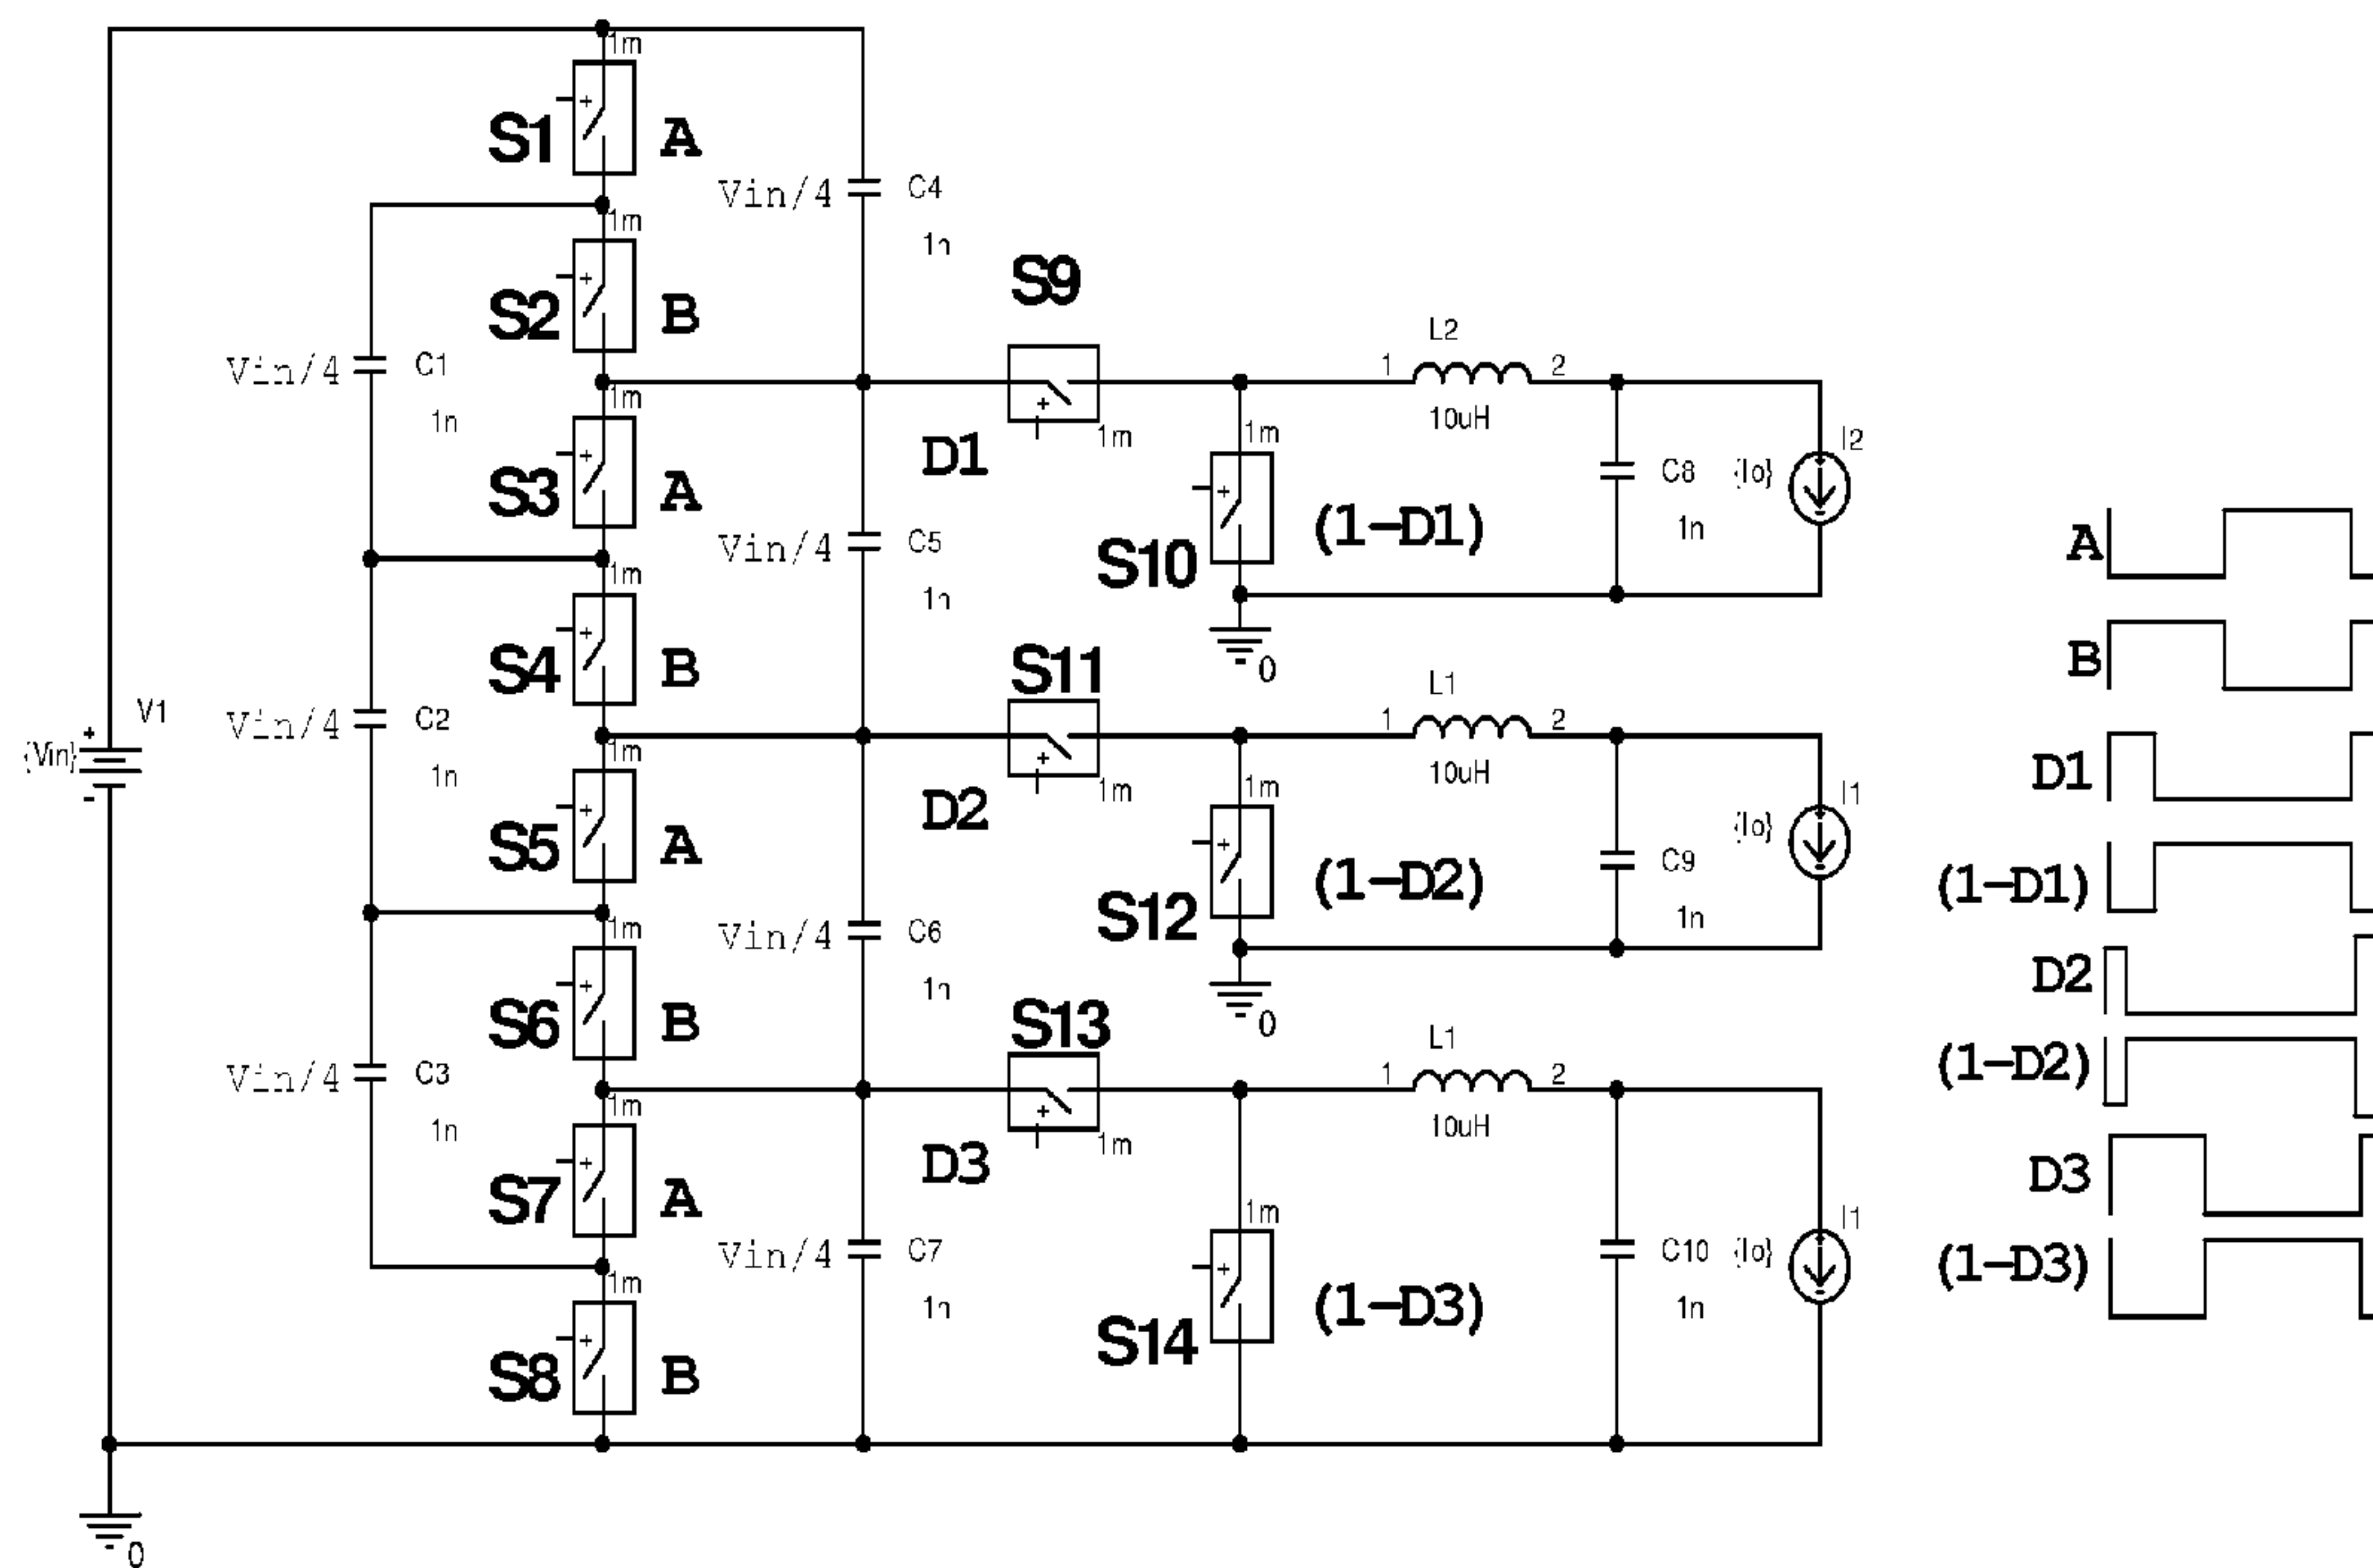 1m
S1
A
Vin/4
C4
1n
1m
S2
B
S9
Vin/4
C1
1n
1m
D1
1m
L2
1
2
10uH
1m
I2
{Io}
C8
1n
S3
A
Vin/4
C5
1n
S10
(1-D1)
0
1m
S4
B
S11
L1
1
2
10uH
V1
+
{Vin}
-
Vin/4
C2
1n
1m
S5
A
D2
1m
1m
I1
{Io}
C9
1n
S12
(1-D2)
0
Vin/4
C6
1n
1m
S6
B
S13
L1
1
2
10uH
Vin/4
C3
1n
1m
S7
A
D3
1m
1m
I1
{Io}
C10
1n
Vin/4
C7
1n
S14
(1-D3)
1m
S8
B
0
A
B
D1
(1-D1)
D2
(1-D2)
D3
(1-D3)